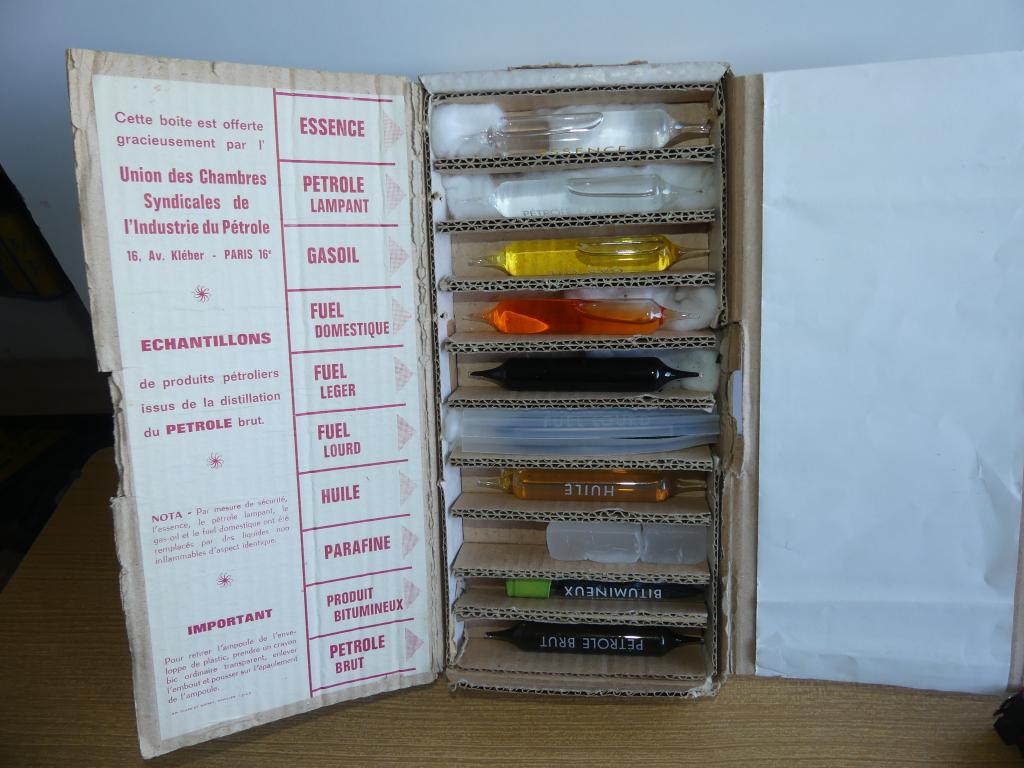 Cette boîte est offerte
gracieusement par l'
Union des Chambres
Syndicales de
l'Industrie du Pétrole
16, Av. Kléber - PARIS 16e
ECHANTILLONS
de produits pétroliers
issus de la distillation
du PETROLE brut.
NOTA - Par mesure de sécurité,
l'essence, le pétrole lampant, le
gas-oil et le fuel domestique ont été
remplacés par des liquides non
inflammables d'aspect identique.
IMPORTANT
Pour retirer l'ampoule de l'enve-
loppe de plastic, prendre un crayon
bic ordinaire transparent, enlever
l'embout et pousser sur l'épaulement
de l'ampoule.
ESSENCE
PETROLE
LAMPANT
GASOIL
FUEL
DOMESTIQUE
FUEL
LEGER
FUEL
LOURD
HUILE
PARAFINE
PRODUIT
BITUMINEUX
PETROLE
BRUT
ESSENCE
FUEL LOURD
HUILE
BITUMINEUX
PÉTROLE BRUT